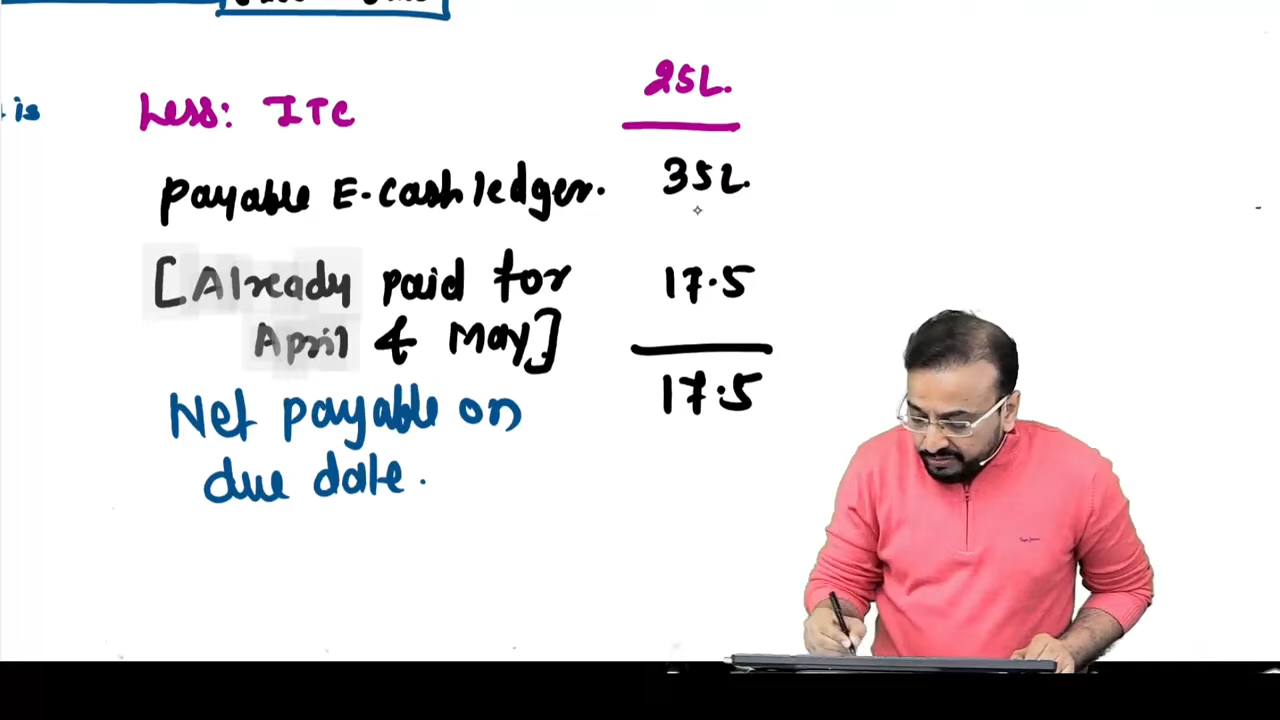 is
Less: ITC 25L.
Payable E-cash ledger. 35L.
[Already paid for 17.5
April & May]
17.5
Net payable on
due date.